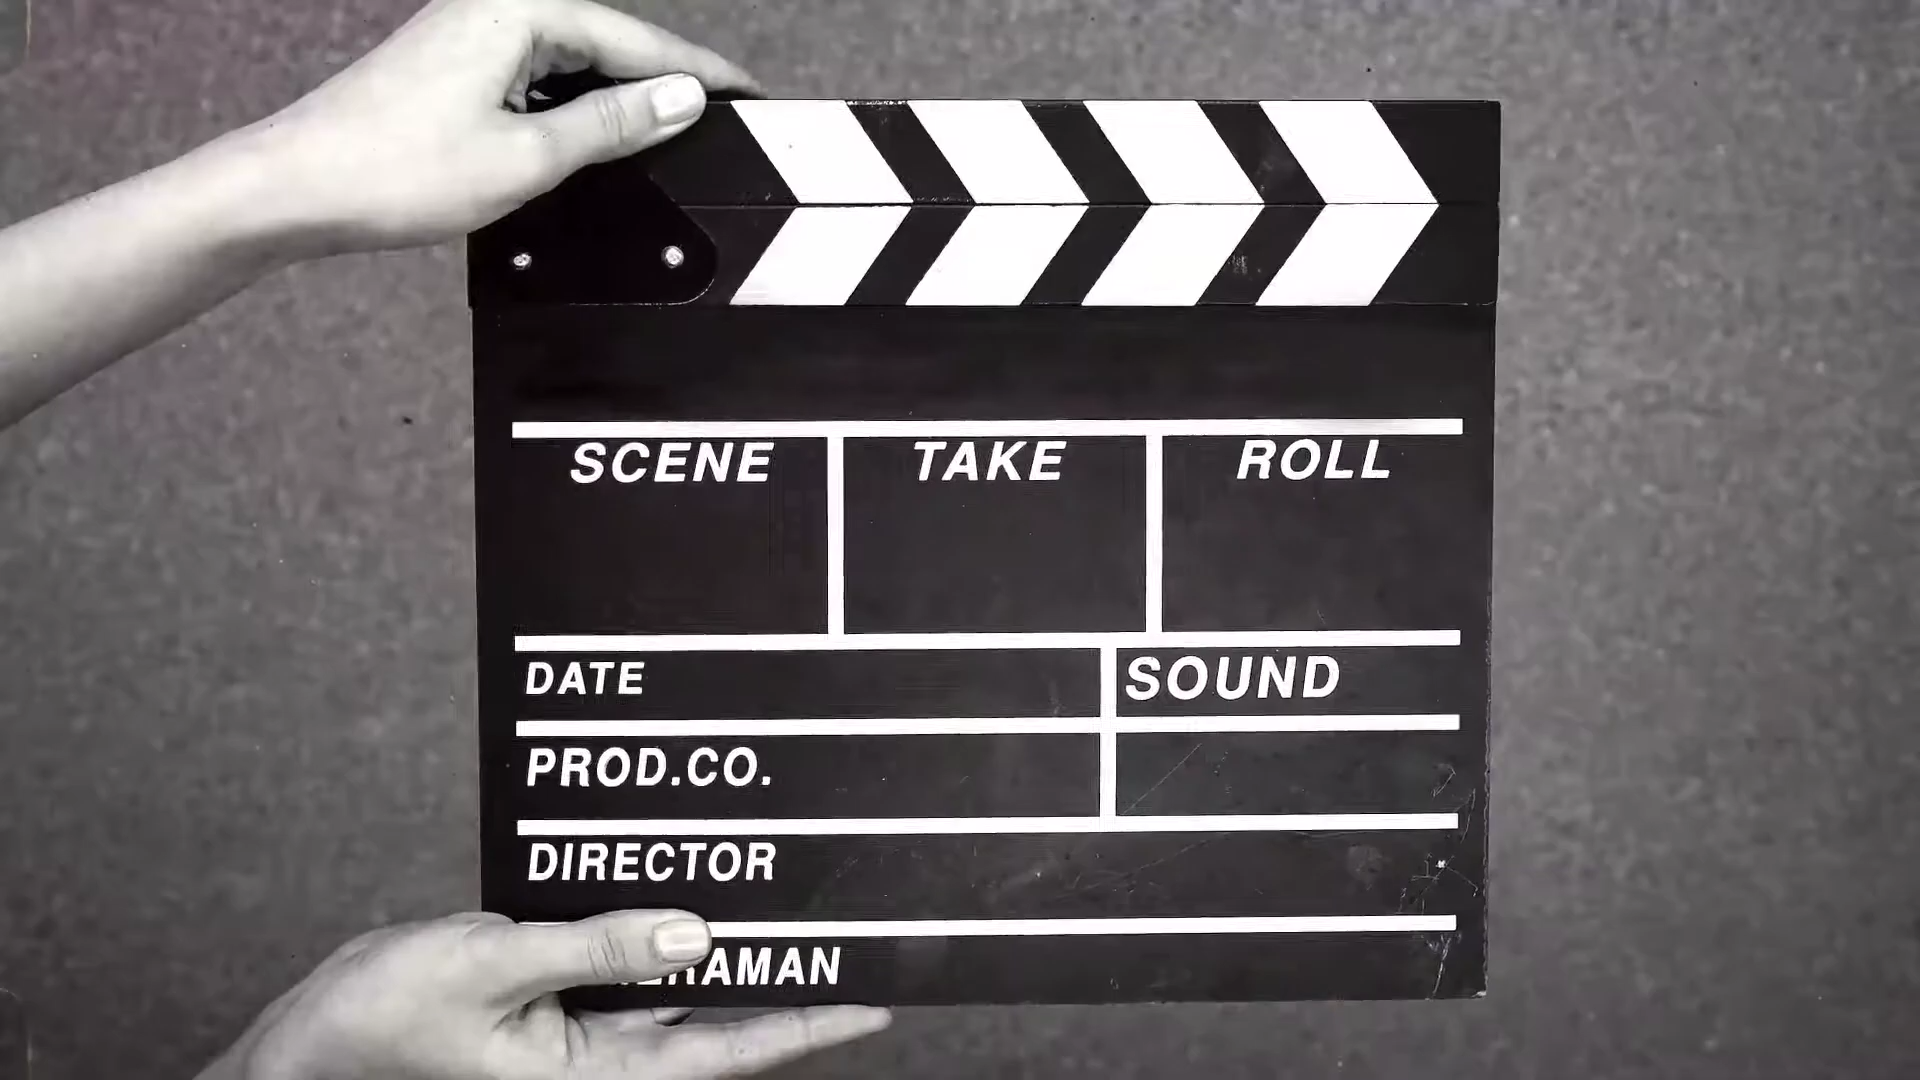 SCENE TAKE ROLL
DATE SOUND
PROD.CO.
DIRECTOR